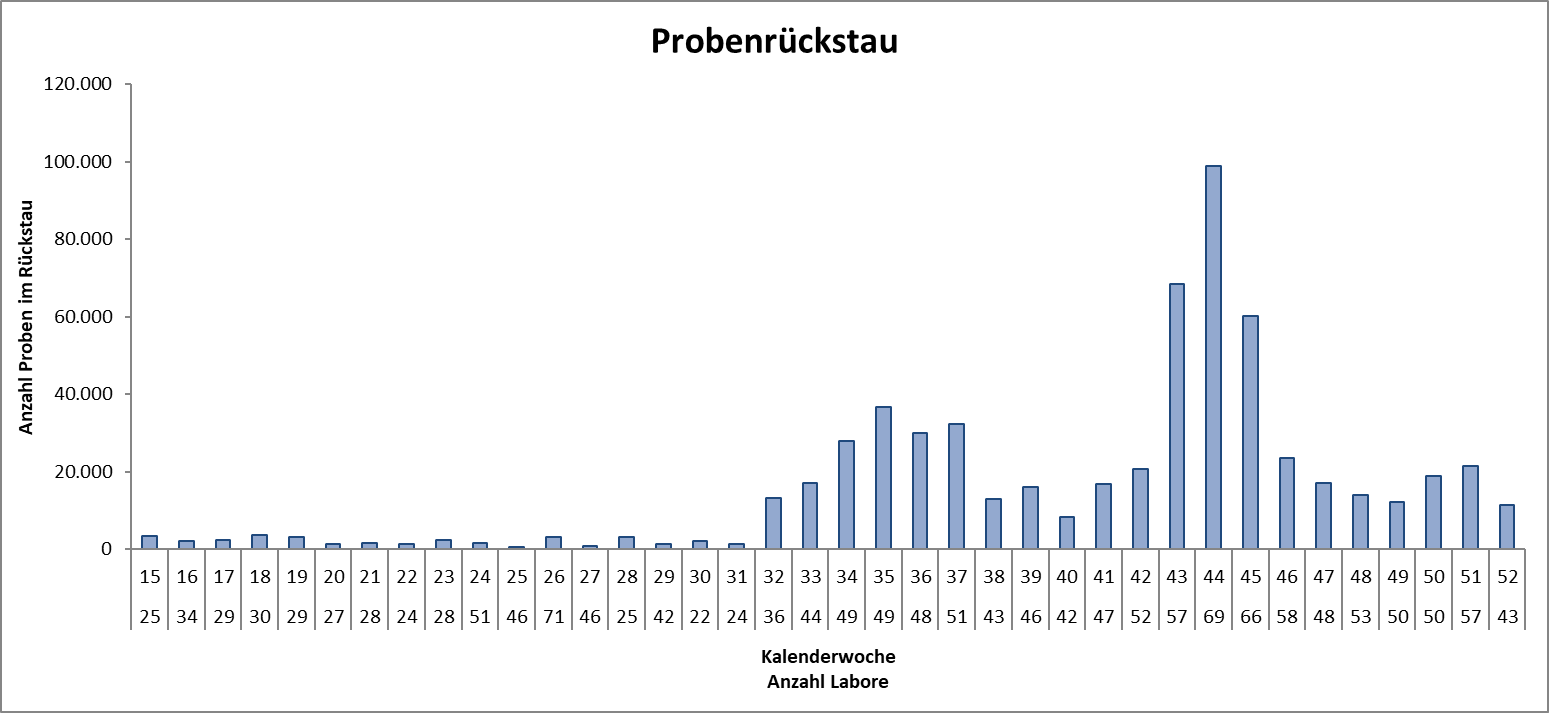 Probenrückstau
120.000
100.000
80.000
60.000
40.000
20.000
0
Anzahl Proben im Rückstau
15 16 17 18 19 20 21 22 23 24 25 26 27 28 29 30 31 32 33 34 35 36 37 38 39 40 41 42 43 44 45 46 47 48 49 50 51 52
25 34 29 30 29 27 28 24 28 51 46 71 46 25 42 22 24 36 44 49 49 48 51 43 46 42 47 52 57 69 66 58 48 53 50 50 57 43
Kalenderwoche
Anzahl Labore